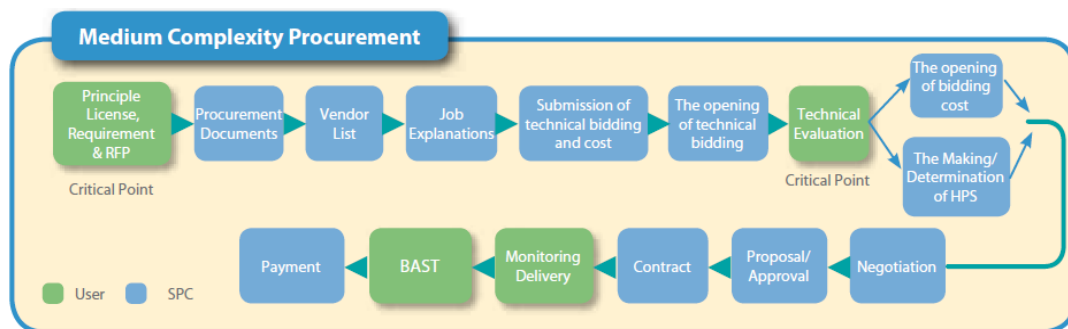 Medium Complexity Procurement
Principle
License,
Requirement
& RFP
Critical Point
Procurement
Documents
Vendor
List
Job
Explanations
Submission of
technical bidding
and cost
The opening
of technical
bidding
Technical
Evaluation
Critical Point
The opening
of bidding
cost
The Making/
Determination
of HPS
Payment
BAST
Monitoring
Delivery
Contract
Proposal/
Approval
Negotiation
User
SPC